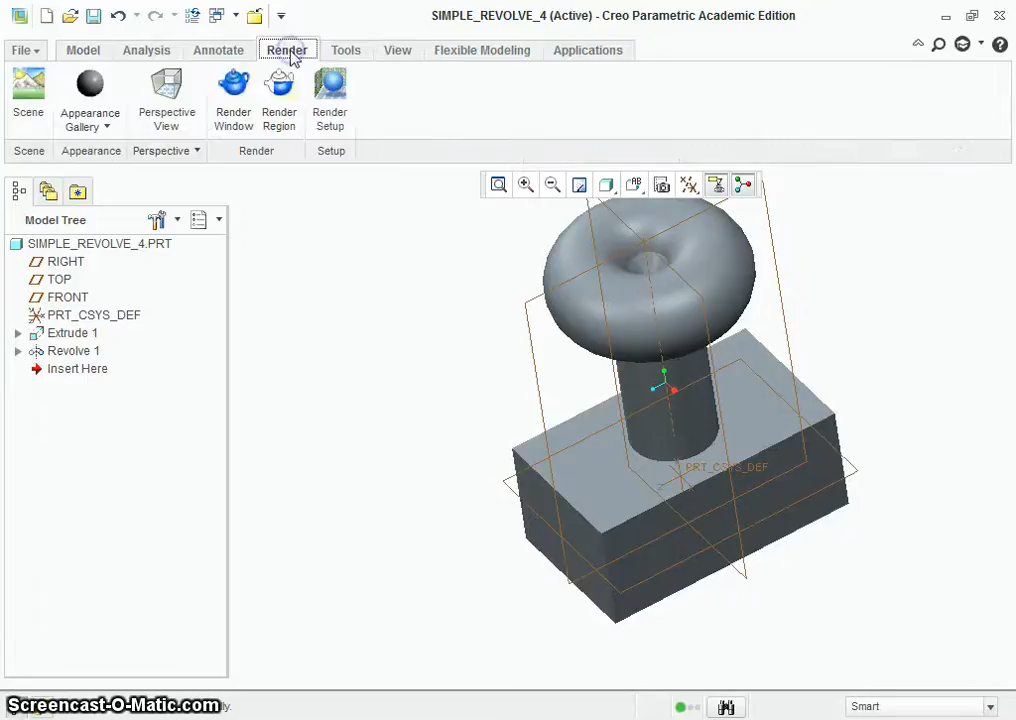 SIMPLE_REVOLVE_4 (Active) - Creo Parametric Academic Edition
File Model Analysis Annotate Render Tools View Flexible Modeling Applications
Scene Appearance Gallery Perspective View Render Window Render Region Render Setup
Scene Appearance Perspective Render Setup
Model Tree
SIMPLE_REVOLVE_4.PRT
RIGHT
TOP
FRONT
PRT_CSYS_DEF
Extrude 1
Revolve 1
Insert Here
PRT_CSYS_DEF
Screencast-O-Matic.com
Smart